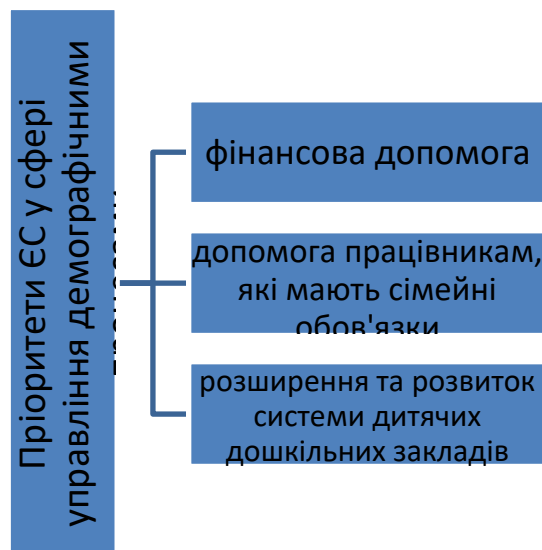 Пріоритети ЄС у сфері
управління демографічними
фінансова допомога
допомога працівникам,
які мають сімейні
обов'язки
розширення та розвиток
системи дитячих
дошкільних закладів